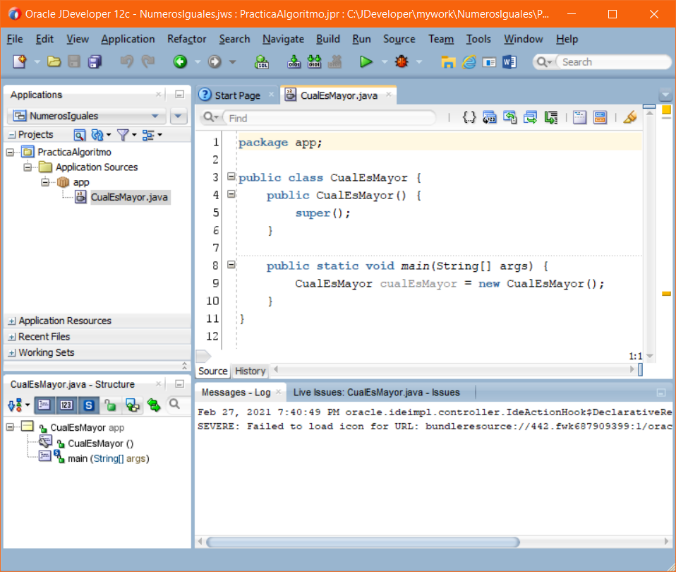 Oracle JDeveloper 12c - NumerosIguales.jws : PracticaAlgoritmo.jpr : C:\JDeveloper\mywork\NumerosIguales\P...
File Edit View Application Refactor Search Navigate Build Run Source Team Tools Window Help
Search
Applications
NumerosIguales
Projects
PracticaAlgoritmo
Application Sources
app
CualEsMayor.java
Application Resources
Recent Files
Working Sets
Start Page CualEsMayor.java
Find
1 package app;
2
3 public class CualEsMayor {
4 public CualEsMayor() {
5 super();
6 }
7
8 public static void main(String[] args) {
9 CualEsMayor cualEsMayor = new CualEsMayor();
10 }
11 }
12
1:1
Source History
CualEsMayor.java - Structure
CualEsMayor app
CualEsMayor ()
main (String[] args)
Messages - Log Live Issues: CualEsMayor.java - Issues
Feb 27, 2021 7:40:49 PM oracle.ideimpl.controller.IdeActionHook$DeclarativeRe
SEVERE: Failed to load icon for URL: bundleresource://442.fwk687909399:1/orac